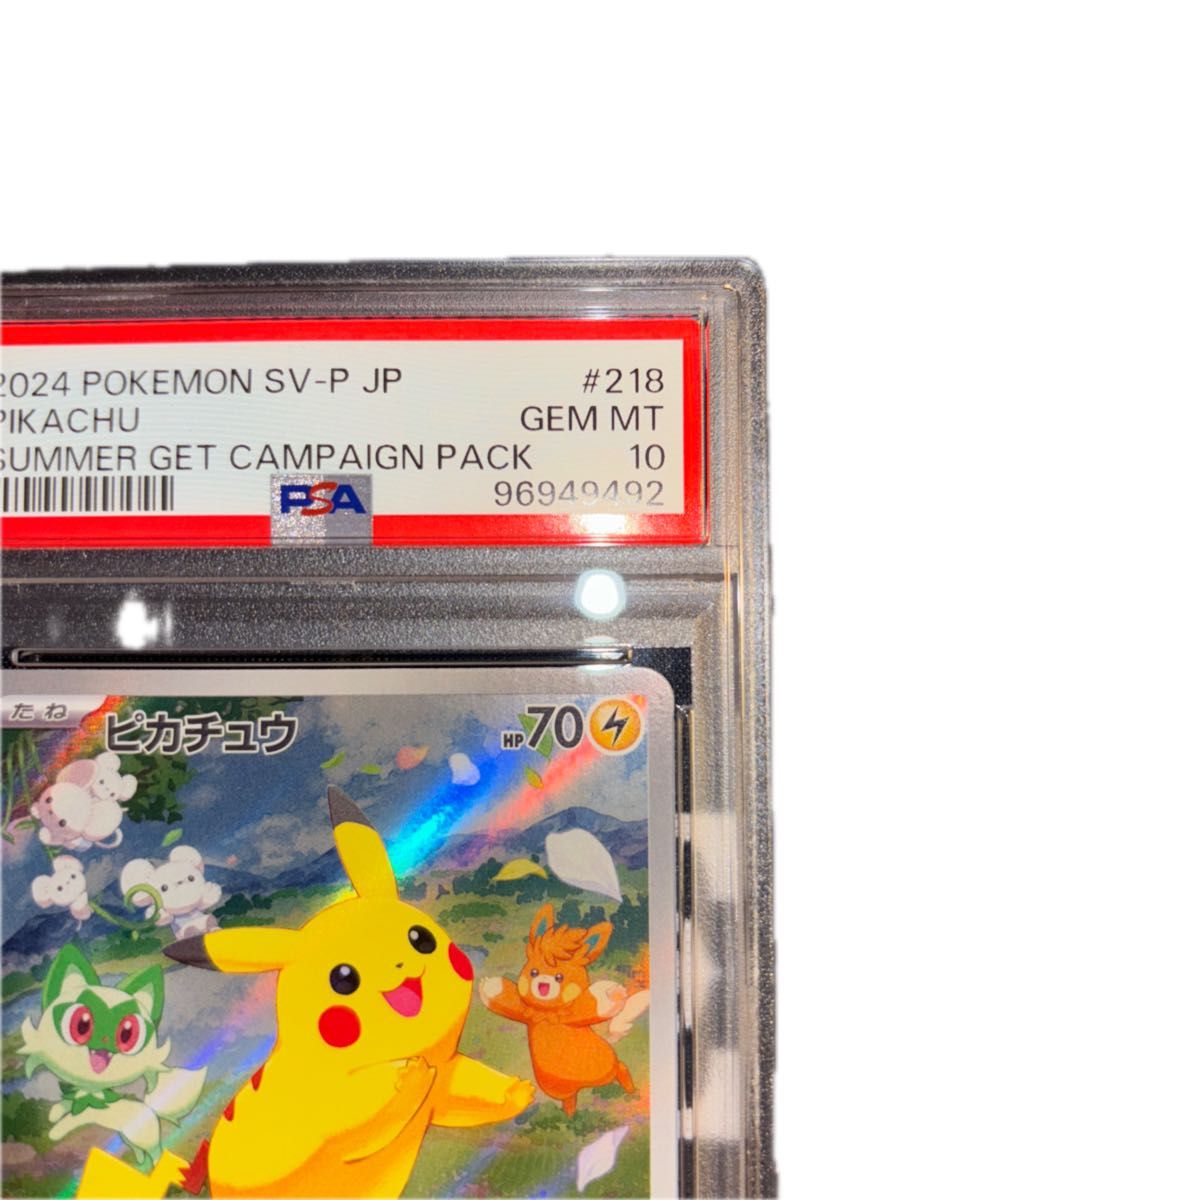 2024 POKEMON SV-P JP #218
PIKACHU GEM MT
SUMMER GET CAMPAIGN PACK 10
PSA 96949492
たね ピカチュウ HP70